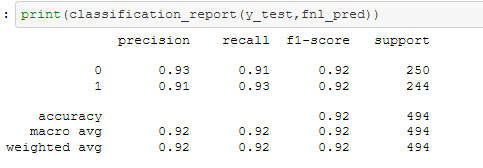 : print(classification_report(y_test,fnl_pred))
precision recall f1-score support
0 0.93 0.91 0.92 250
1 0.91 0.93 0.92 244
accuracy 0.92 494
macro avg 0.92 0.92 0.92 494
weighted avg 0.92 0.92 0.92 494